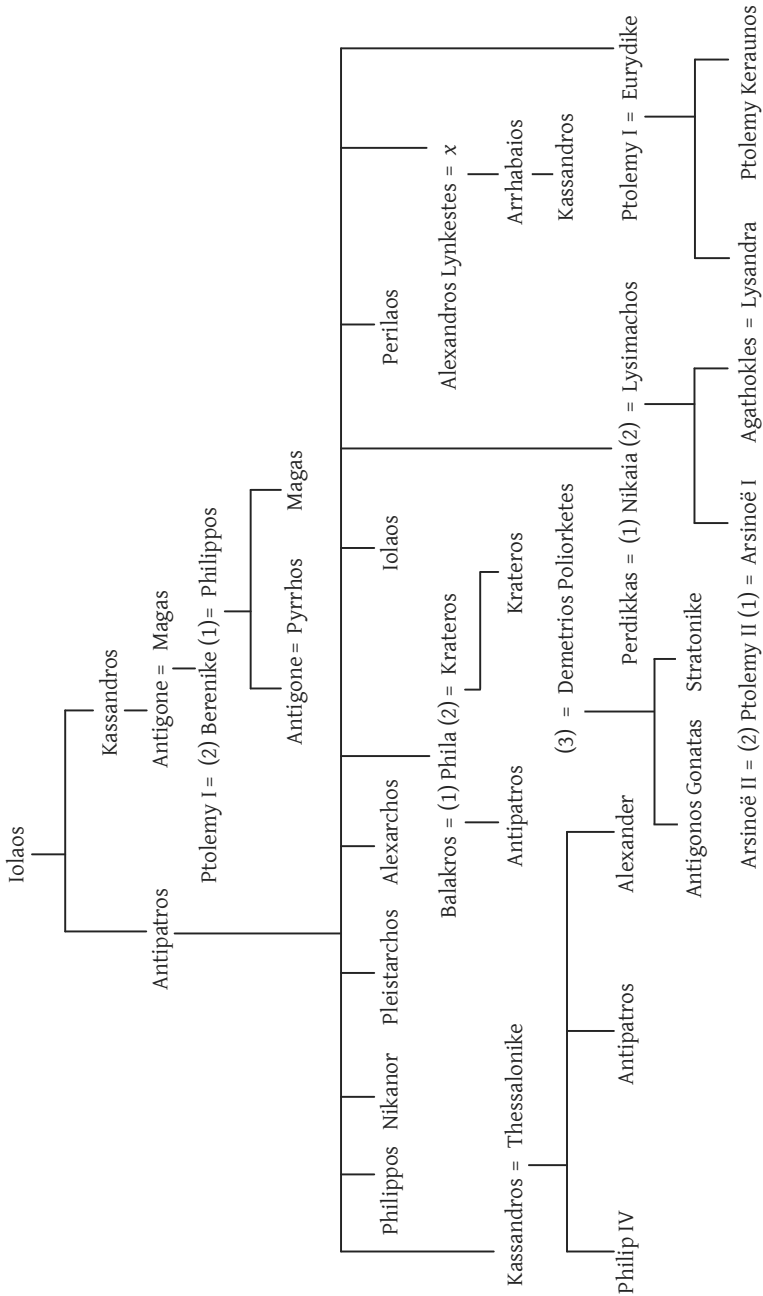 Iolaos
Antipatros
Kassandros
Antigone = Magas
Ptolemy I = (2) Berenike (1) = Philippos
Antigone = Pyrrhos
Magas
Philippos
Nikanor
Pleistarchos
Alexarchos
Iolaos
Perilaos
Balakros = (1) Phila (2) = Krateros
Alexandros Lynkestes = x
Antipatros
Krateros
Arrhabaios
Kassandros
Kassandros = Thessalonike
(3) = Demetrios Poliorketes
Perdikkas = (1) Nikaia (2) = Lysimachos
Ptolemy I = Eurydike
Philip IV
Antipatros
Alexander
Antigonos Gonatas
Stratonike
Arsinoë II = (2) Ptolemy II (1) = Arsinoë I
Agathokles = Lysandra
Ptolemy Keraunos